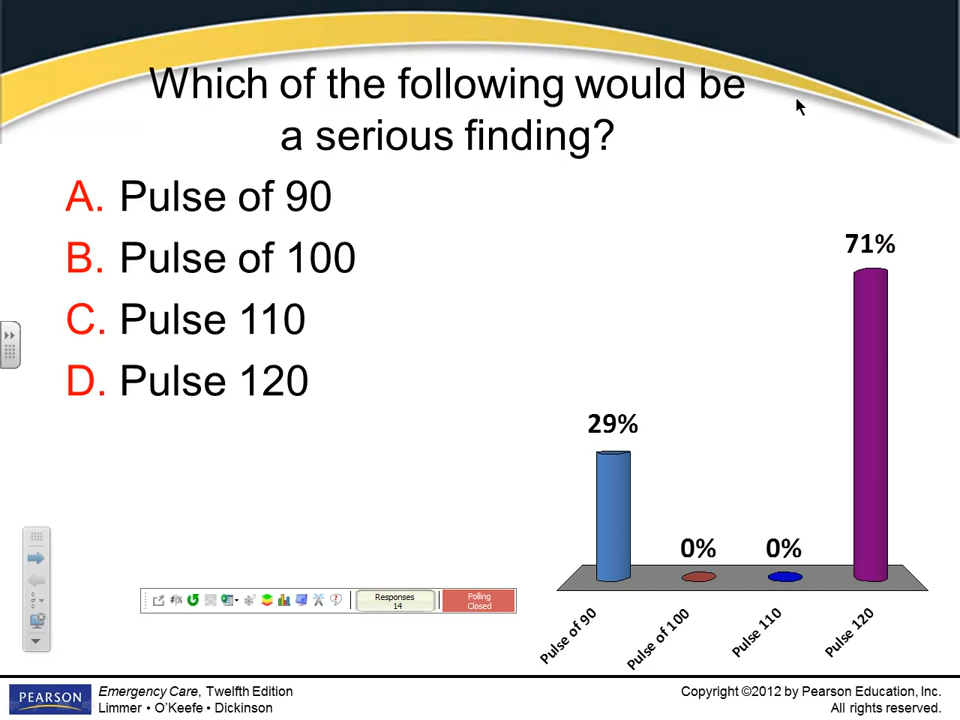 Which of the following would be
a serious finding?
A. Pulse of 90
B. Pulse of 100
C. Pulse 110
D. Pulse 120
71%
29%
0%
0%
Pulse of 90
Pulse of 100
Pulse 110
Pulse 120
Responses
14
Polling
Closed
PEARSON
Emergency Care, Twelfth Edition
Limmer • O'Keefe • Dickinson
Copyright ©2012 by Pearson Education, Inc.
All rights reserved.